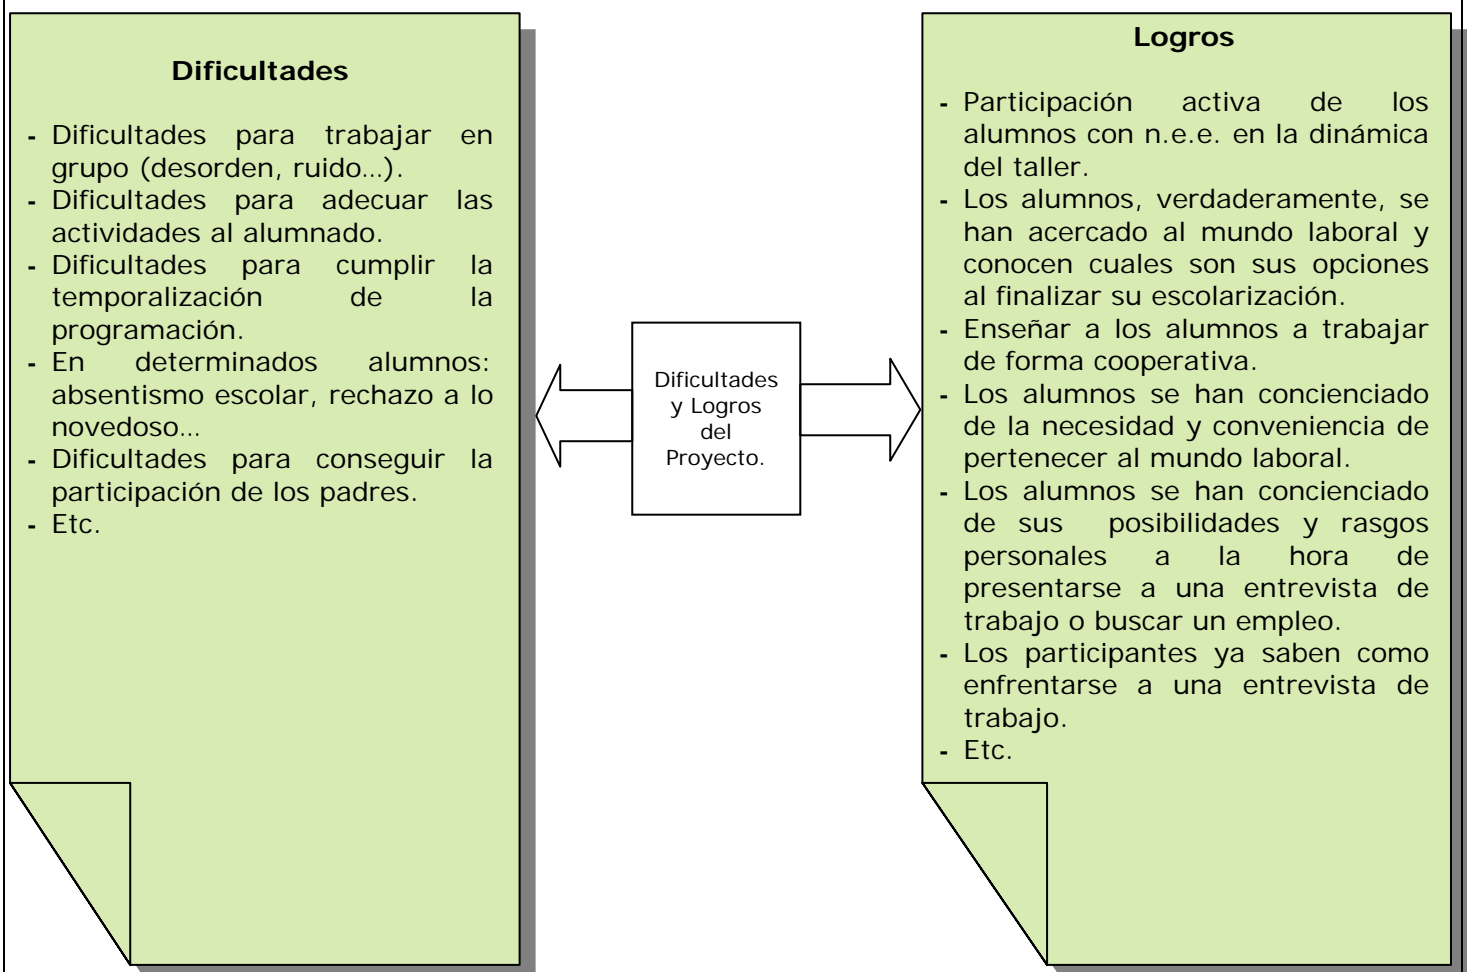 Dificultades
- Dificultades para trabajar en
grupo (desorden, ruido…).
- Dificultades para adecuar las
actividades al alumnado.
- Dificultades para cumplir la
temporalización de la
programación.
- En determinados alumnos:
absentismo escolar, rechazo a lo
novedoso…
- Dificultades para conseguir la
participación de los padres.
- Etc.
Dificultades
y Logros
del
Proyecto.
Logros
- Participación activa de los
alumnos con n.e.e. en la dinámica
del taller.
- Los alumnos, verdaderamente, se
han acercado al mundo laboral y
conocen cuales son sus opciones
al finalizar su escolarización.
- Enseñar a los alumnos a trabajar
de forma cooperativa.
- Los alumnos se han concienciado
de la necesidad y conveniencia de
pertenecer al mundo laboral.
- Los alumnos se han concienciado
de sus posibilidades y rasgos
personales a la hora de
presentarse a una entrevista de
trabajo o buscar un empleo.
- Los participantes ya saben como
enfrentarse a una entrevista de
trabajo.
- Etc.